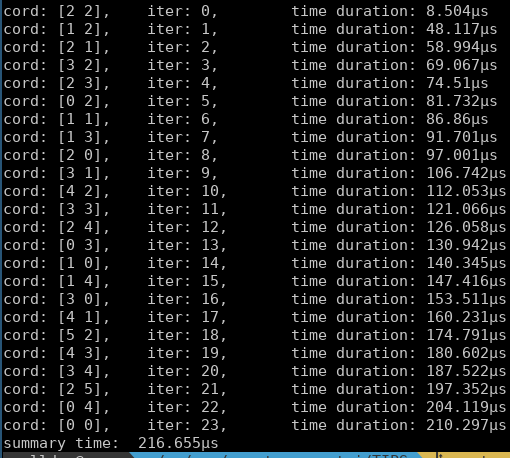 cord: [2 2],    iter: 0,        time duration: 8.504µs
cord: [1 2],    iter: 1,        time duration: 48.117µs
cord: [2 1],    iter: 2,        time duration: 58.994µs
cord: [3 2],    iter: 3,        time duration: 69.067µs
cord: [2 3],    iter: 4,        time duration: 74.51µs
cord: [0 2],    iter: 5,        time duration: 81.732µs
cord: [1 1],    iter: 6,        time duration: 86.86µs
cord: [1 3],    iter: 7,        time duration: 91.701µs
cord: [2 0],    iter: 8,        time duration: 97.001µs
cord: [3 1],    iter: 9,        time duration: 106.742µs
cord: [4 2],    iter: 10,       time duration: 112.053µs
cord: [3 3],    iter: 11,       time duration: 121.066µs
cord: [2 4],    iter: 12,       time duration: 126.058µs
cord: [0 3],    iter: 13,       time duration: 130.942µs
cord: [1 0],    iter: 14,       time duration: 140.345µs
cord: [1 4],    iter: 15,       time duration: 147.416µs
cord: [3 0],    iter: 16,       time duration: 153.511µs
cord: [4 1],    iter: 17,       time duration: 160.231µs
cord: [5 2],    iter: 18,       time duration: 174.791µs
cord: [4 3],    iter: 19,       time duration: 180.602µs
cord: [3 4],    iter: 20,       time duration: 187.522µs
cord: [2 5],    iter: 21,       time duration: 197.352µs
cord: [0 4],    iter: 22,       time duration: 204.119µs
cord: [0 0],    iter: 23,       time duration: 210.297µs
summary time:  216.655µs